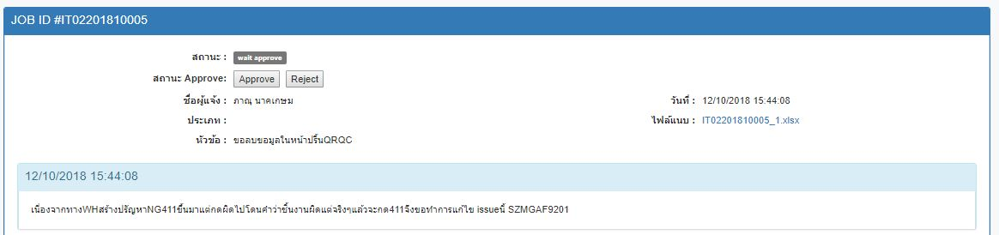 JOB ID #IT02201810005
สถานะ : wait approve
สถานะ Approve: Approve Reject
ชื่อผู้แจ้ง : ภาณุ นาคเกษม วันที่ : 12/10/2018 15:44:08
ประเภท : ไฟล์แนบ : IT02201810005_1.xlsx
หัวข้อ : ขอลบขอมูลในหน้าปริ้นQRQC
12/10/2018 15:44:08
เนื่องจากทางWHสร้างปรัญหาNG411ขึ้นมาแต่กดผิดไปโดนคำว่าชิ้นงานผิดแต่จริงๆแล้วจะกด411จึงขอทำการแก้ไข issueนี้ SZMGAF9201